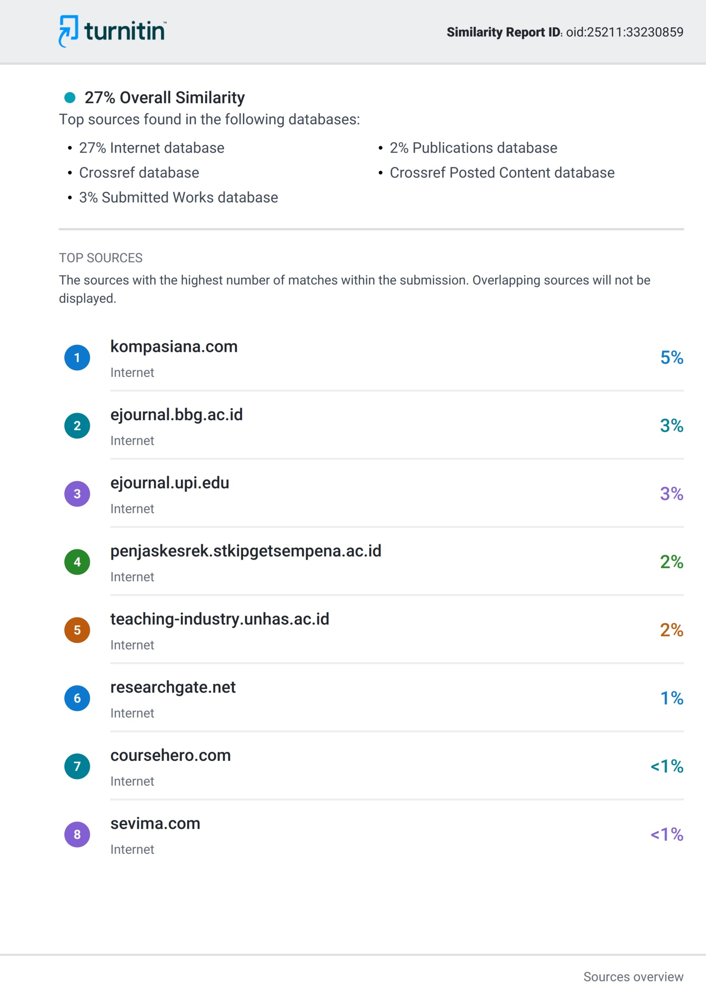 turnitin™
Similarity Report ID: oid:25211:33230859
27% Overall Similarity
Top sources found in the following databases:
• 27% Internet database
• 2% Publications database
• Crossref database
• Crossref Posted Content database
• 3% Submitted Works database
TOP SOURCES
The sources with the highest number of matches within the submission. Overlapping sources will not be
displayed.
1
kompasiana.com
Internet
5%
2
ejournal.bbg.ac.id
Internet
3%
3
ejournal.upi.edu
Internet
3%
4
penjaskesrek.stkipgetsempena.ac.id
Internet
2%
5
teaching-industry.unhas.ac.id
Internet
2%
6
researchgate.net
Internet
1%
7
coursehero.com
Internet
<1%
8
sevima.com
Internet
<1%
Sources overview